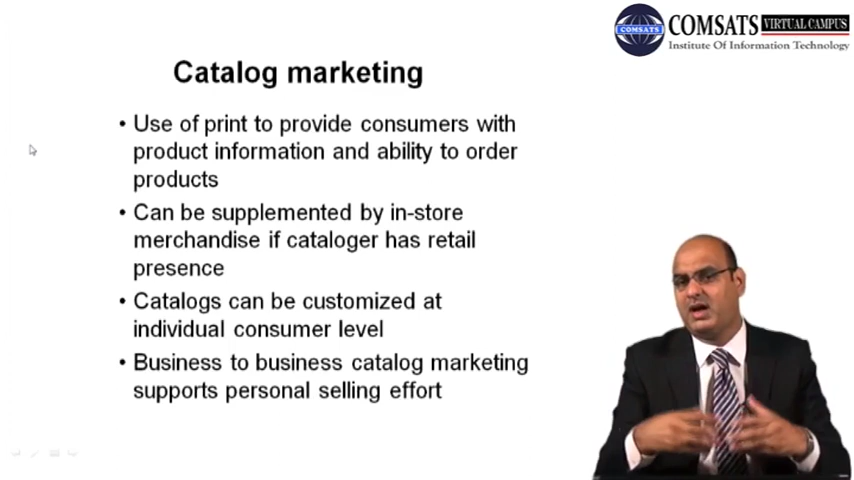 COMSATS VIRTUAL CAMPUS
Institute Of Information Technology
COMSATS
Catalog marketing
• Use of print to provide consumers with
product information and ability to order
products
• Can be supplemented by in-store
merchandise if cataloger has retail
presence
• Catalogs can be customized at
individual consumer level
• Business to business catalog marketing
supports personal selling effort